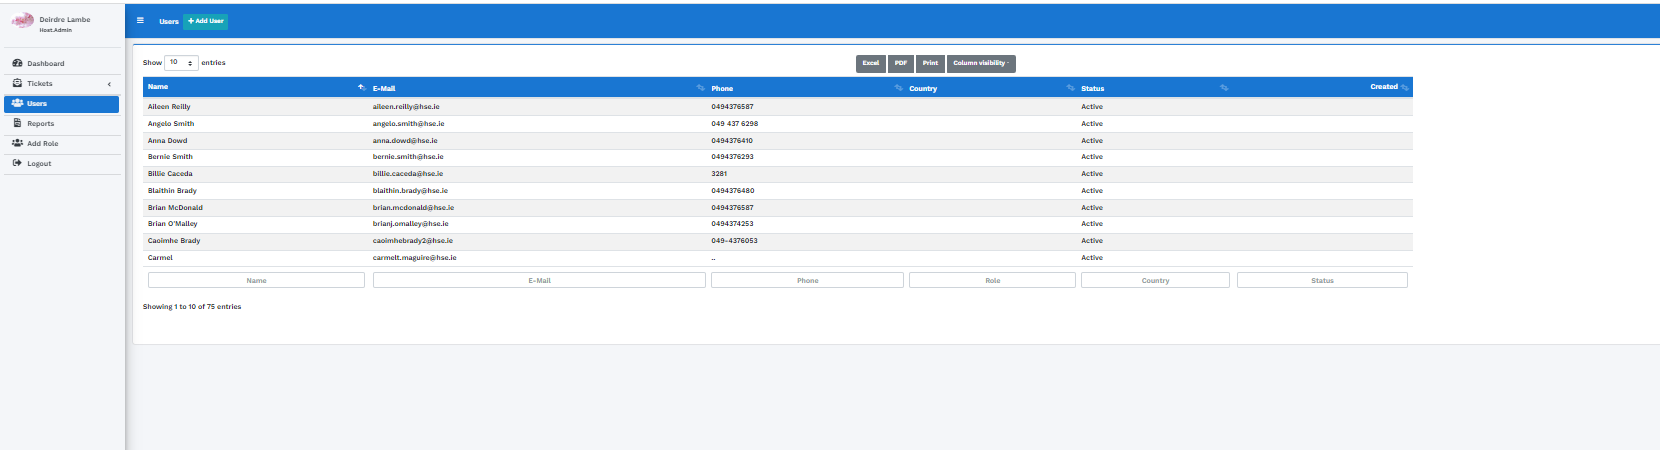 Deirdre Lambe
Host.Admin
Dashboard
Tickets
Users
Reports
Add Role
Logout
Users + Add User
Show 10 entries
Excel PDF Print Column visibility
Name E-Mail Phone Country Status Created
Aileen Reilly aileen.reilly@hse.ie 0494376587 Active
Angelo Smith angelo.smith@hse.ie 049 437 6298 Active
Anna Dowd anna.dowd@hse.ie 0494376410 Active
Bernie Smith bernie.smith@hse.ie 0494376293 Active
Billie Caceda billie.caceda@hse.ie 3281 Active
Blaithin Brady blaithin.brady@hse.ie 0494376480 Active
Brian McDonald brian.mcdonald@hse.ie 0494376587 Active
Brian O'Malley brianj.omalley@hse.ie 0494374253 Active
Caoimhe Brady caoimhebrady2@hse.ie 049-4376053 Active
Carmel carmelt.maguire@hse.ie .. Active
Name E-Mail Phone Role Country Status
Showing 1 to 10 of 75 entries